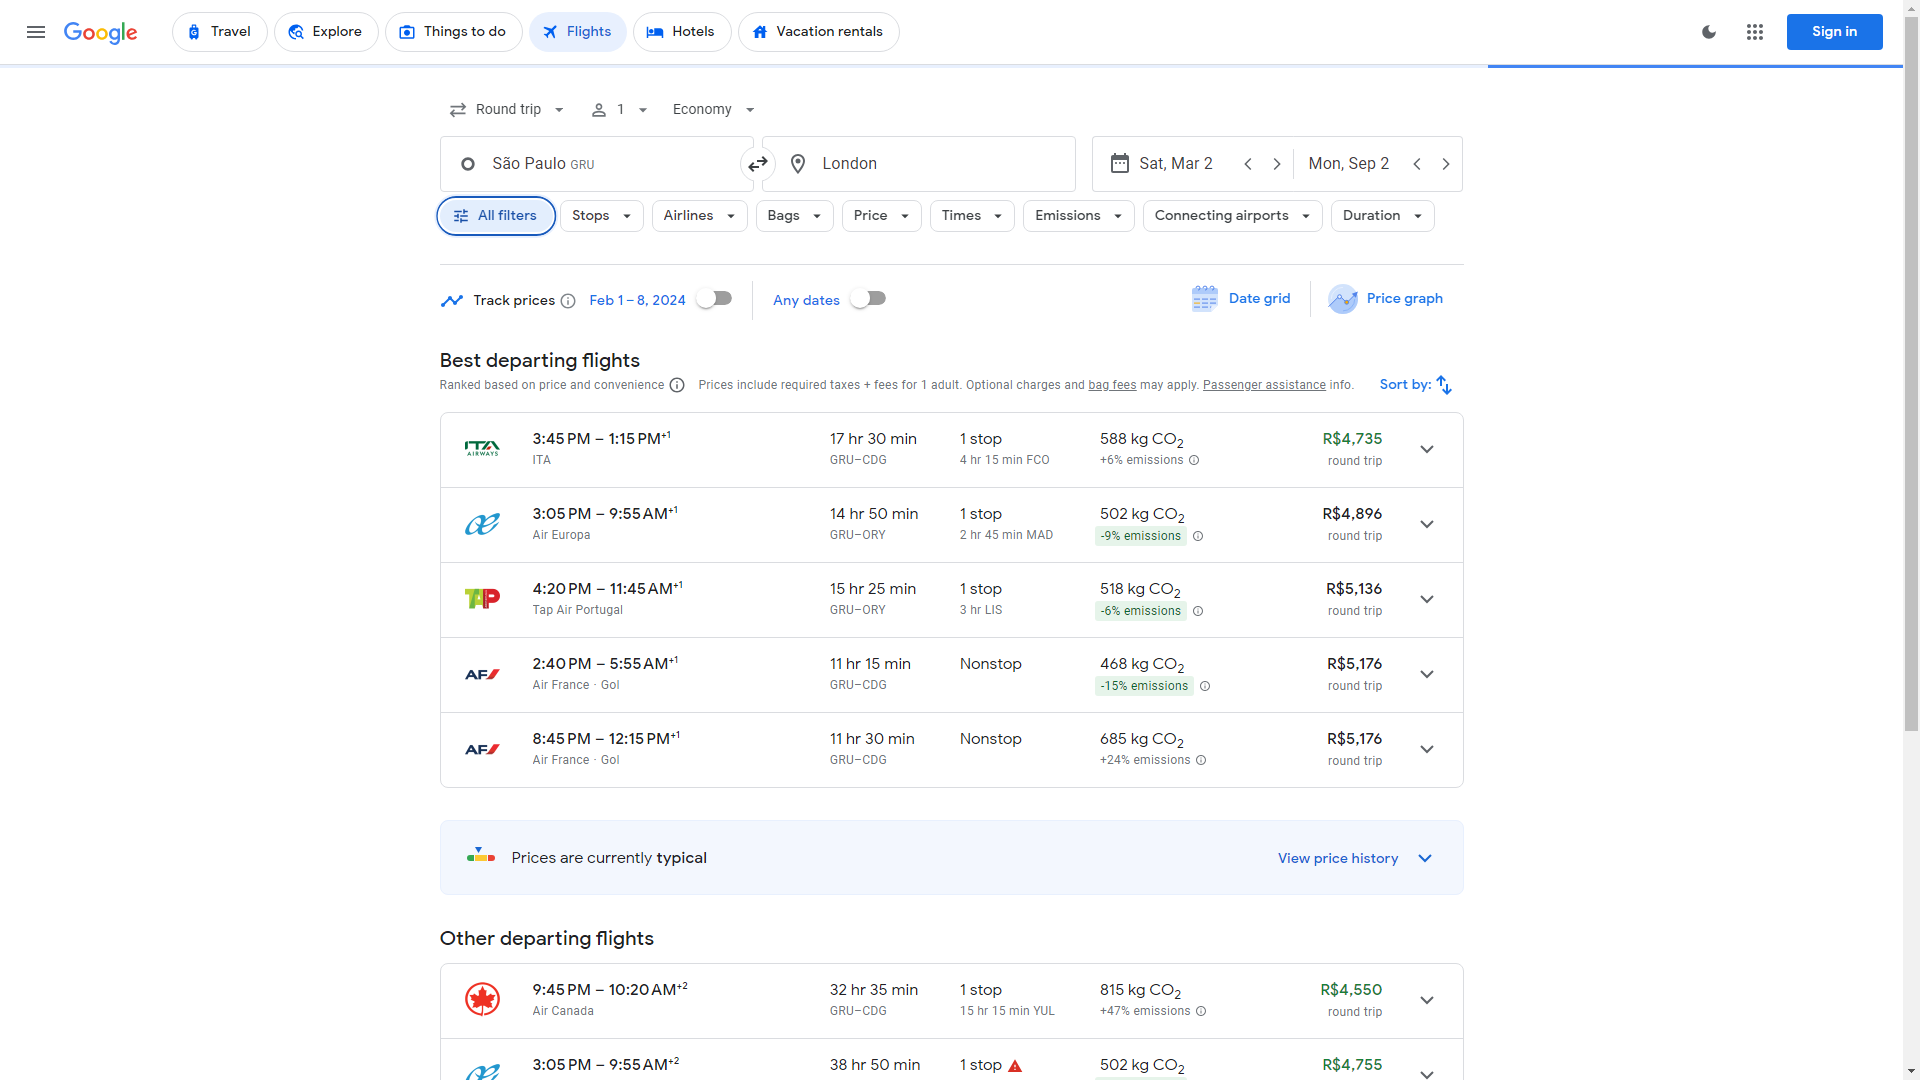 Google
Travel
Explore
Things to do
Flights
Hotels
Vacation rentals
Sign in
Round trip
1
Economy
São Paulo GRU
London
Sat, Mar 2
Mon, Sep 2
All filters
Stops
Airlines
Bags
Price
Times
Emissions
Connecting airports
Duration
Track prices
Feb 1 – 8, 2024
Any dates
Date grid
Price graph
Best departing flights
Ranked based on price and convenience
Prices include required taxes + fees for 1 adult. Optional charges and bag fees may apply. Passenger assistance info.
Sort by:
ITA AIRWAYS
3:45 PM – 1:15 PM+1
ITA
17 hr 30 min
GRU–CDG
1 stop
4 hr 15 min FCO
588 kg CO2
+6% emissions
R$4,735
round trip
3:05 PM – 9:55 AM+1
Air Europa
14 hr 50 min
GRU–ORY
1 stop
2 hr 45 min MAD
502 kg CO2
-9% emissions
R$4,896
round trip
TAP
4:20 PM – 11:45 AM+1
Tap Air Portugal
15 hr 25 min
GRU–ORY
1 stop
3 hr LIS
518 kg CO2
-6% emissions
R$5,136
round trip
AF
2:40 PM – 5:55 AM+1
Air France · Gol
11 hr 15 min
GRU–CDG
Nonstop
468 kg CO2
-15% emissions
R$5,176
round trip
AF
8:45 PM – 12:15 PM+1
Air France · Gol
11 hr 30 min
GRU–CDG
Nonstop
685 kg CO2
+24% emissions
R$5,176
round trip
Prices are currently typical
View price history
Other departing flights
9:45 PM – 10:20 AM+2
Air Canada
32 hr 35 min
GRU–CDG
1 stop
15 hr 15 min YUL
815 kg CO2
+47% emissions
R$4,550
round trip
3:05 PM – 9:55 AM+2
38 hr 50 min
1 stop
502 kg CO2
R$4,755